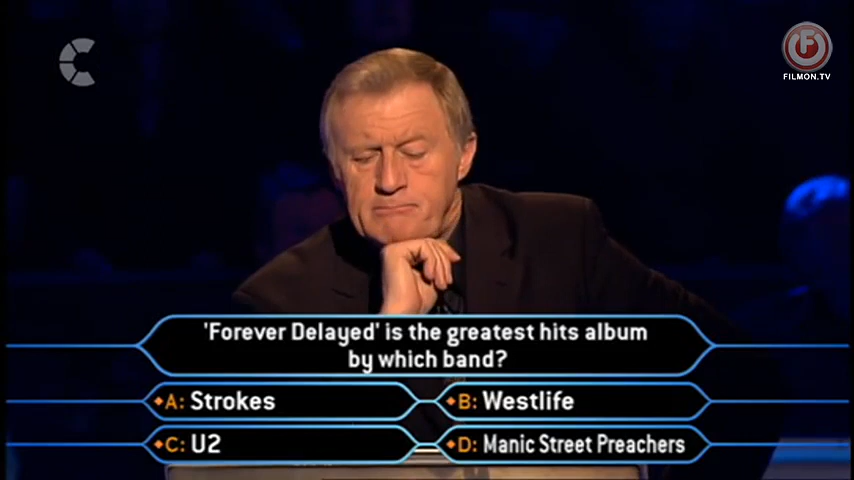 FILMON.TV
'Forever Delayed' is the greatest hits album
by which band?
A: Strokes
B: Westlife
C: U2
D: Manic Street Preachers